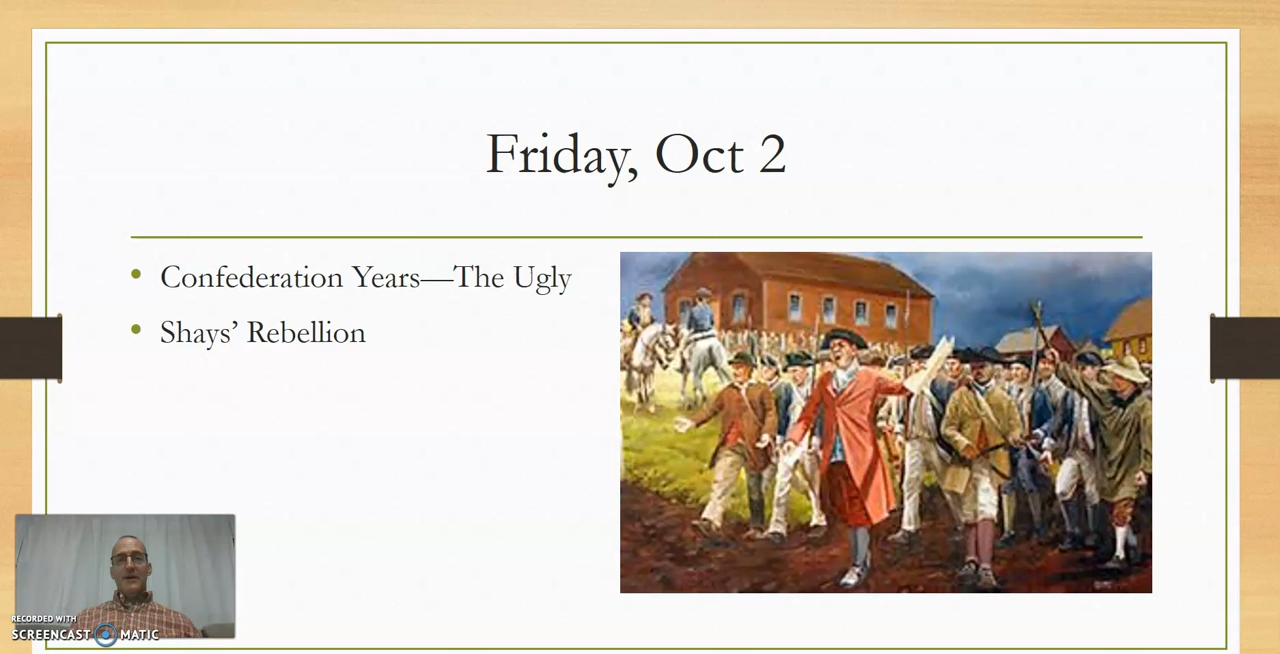 Friday, Oct 2
Confederation Years—The Ugly
Shays’ Rebellion
RECORDED WITH
SCREENCAST MATIC